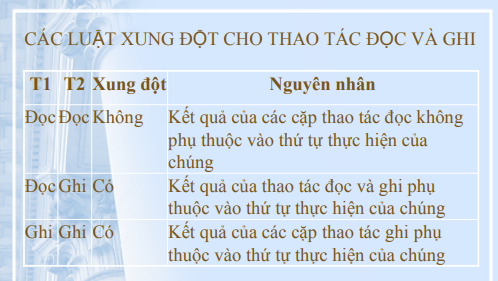 CÁC LUẬT XUNG ĐỘT CHO THAO TÁC ĐỌC VÀ GHI
T1 T2 Xung đột Nguyên nhân
Đọc Đọc Không Kết quả của các cặp thao tác đọc không
phụ thuộc vào thứ tự thực hiện của
chúng
Đọc Ghi Có Kết quả của thao tác đọc và ghi phụ
thuộc vào thứ tự thực hiện của chúng
Ghi Ghi Có Kết quả của các cặp thao tác ghi phụ
thuộc vào thứ tự thực hiện của chúng